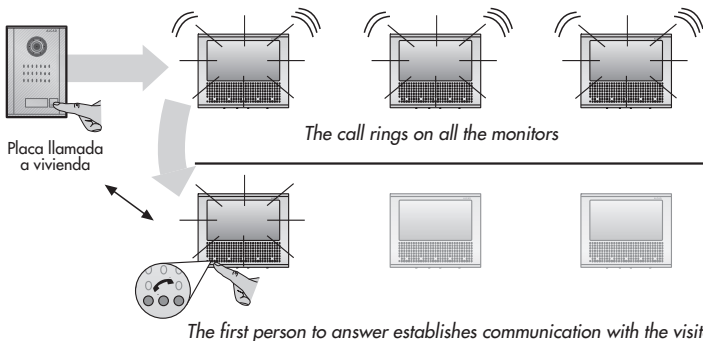 The call rings on all the monitors
Placa llamada
a vivienda
The first person to answer establishes communication with the visit